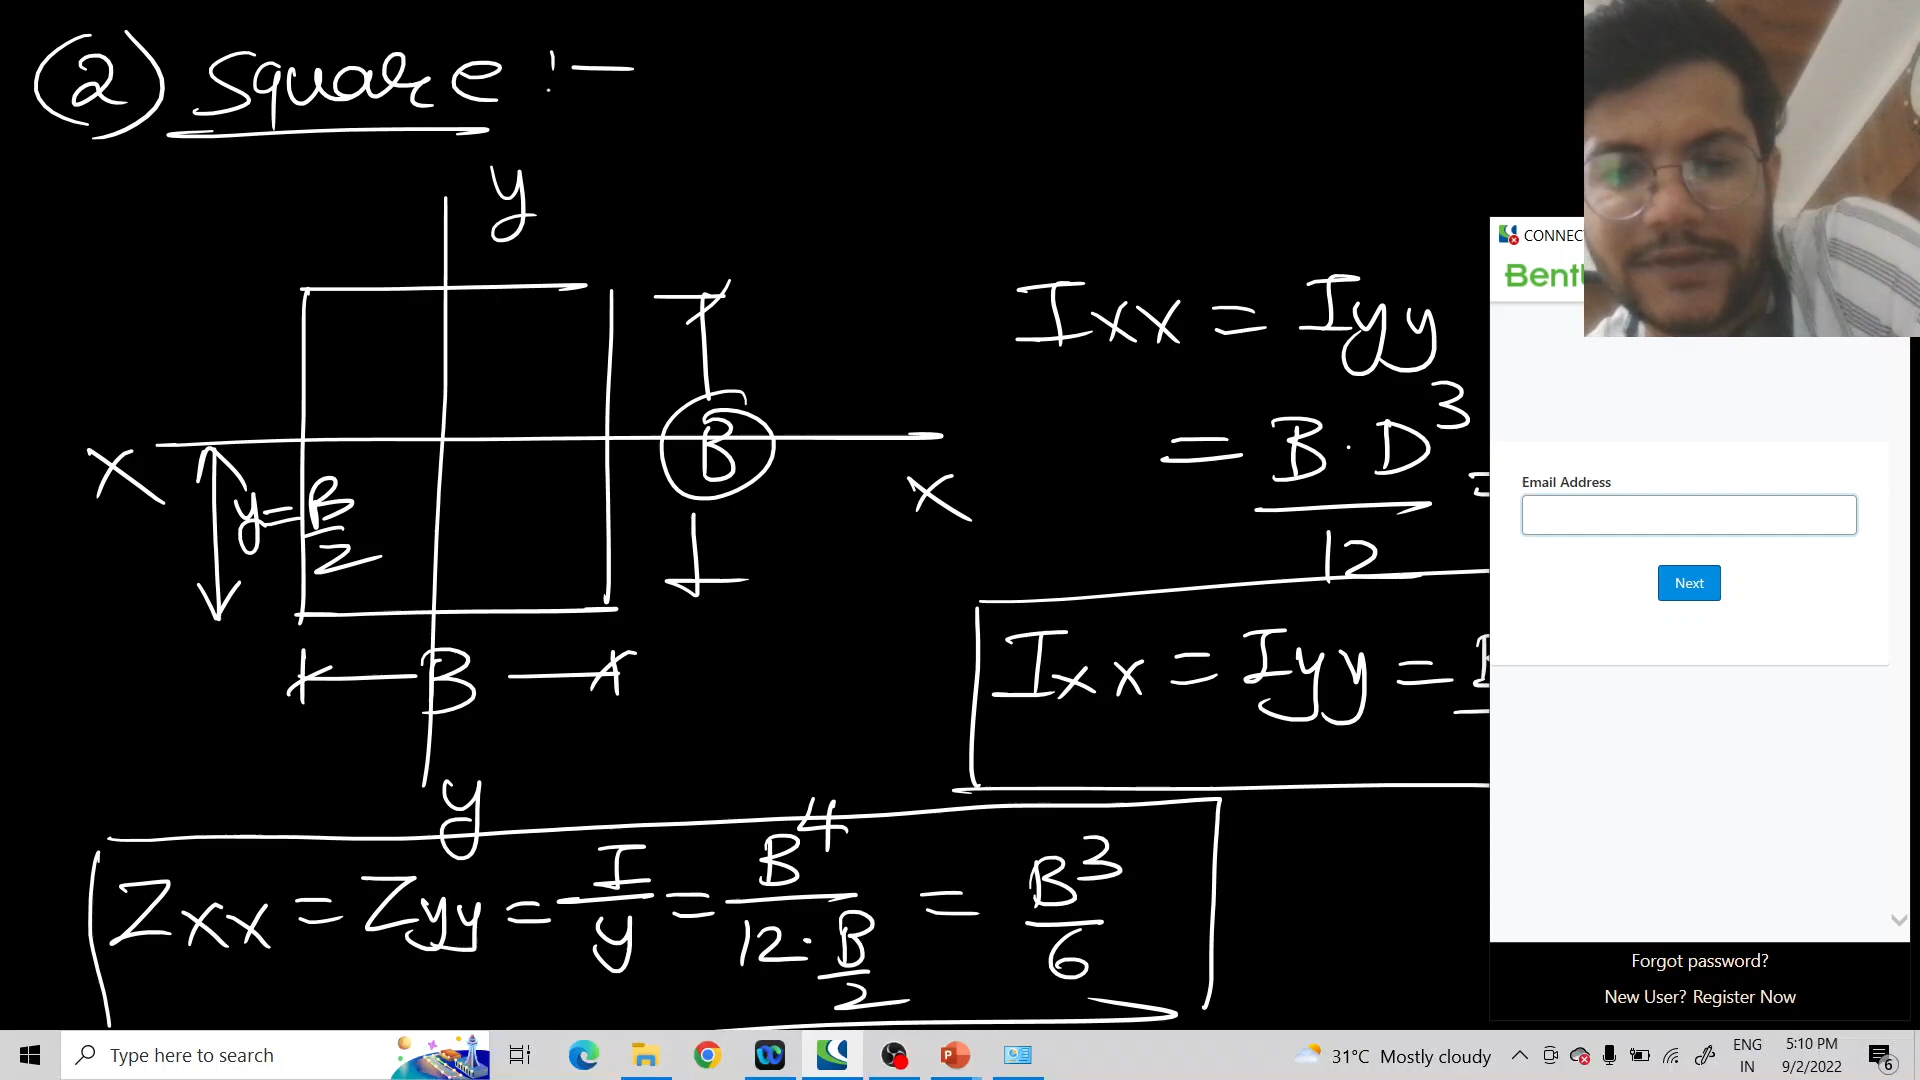 ② Square :-
y
X
X
y = B/2
B
B
y
Ixx = Iyy
= B·D³/12 =
Ixx = Iyy =
Zxx = Zyy = I/y = B⁴/(12·B/2) = B³/6
CONNEC
Bent
Email Address
Next
Forgot password?
New User? Register Now
Type here to search
31°C Mostly cloudy
ENG
IN
5:10 PM
9/2/2022
6